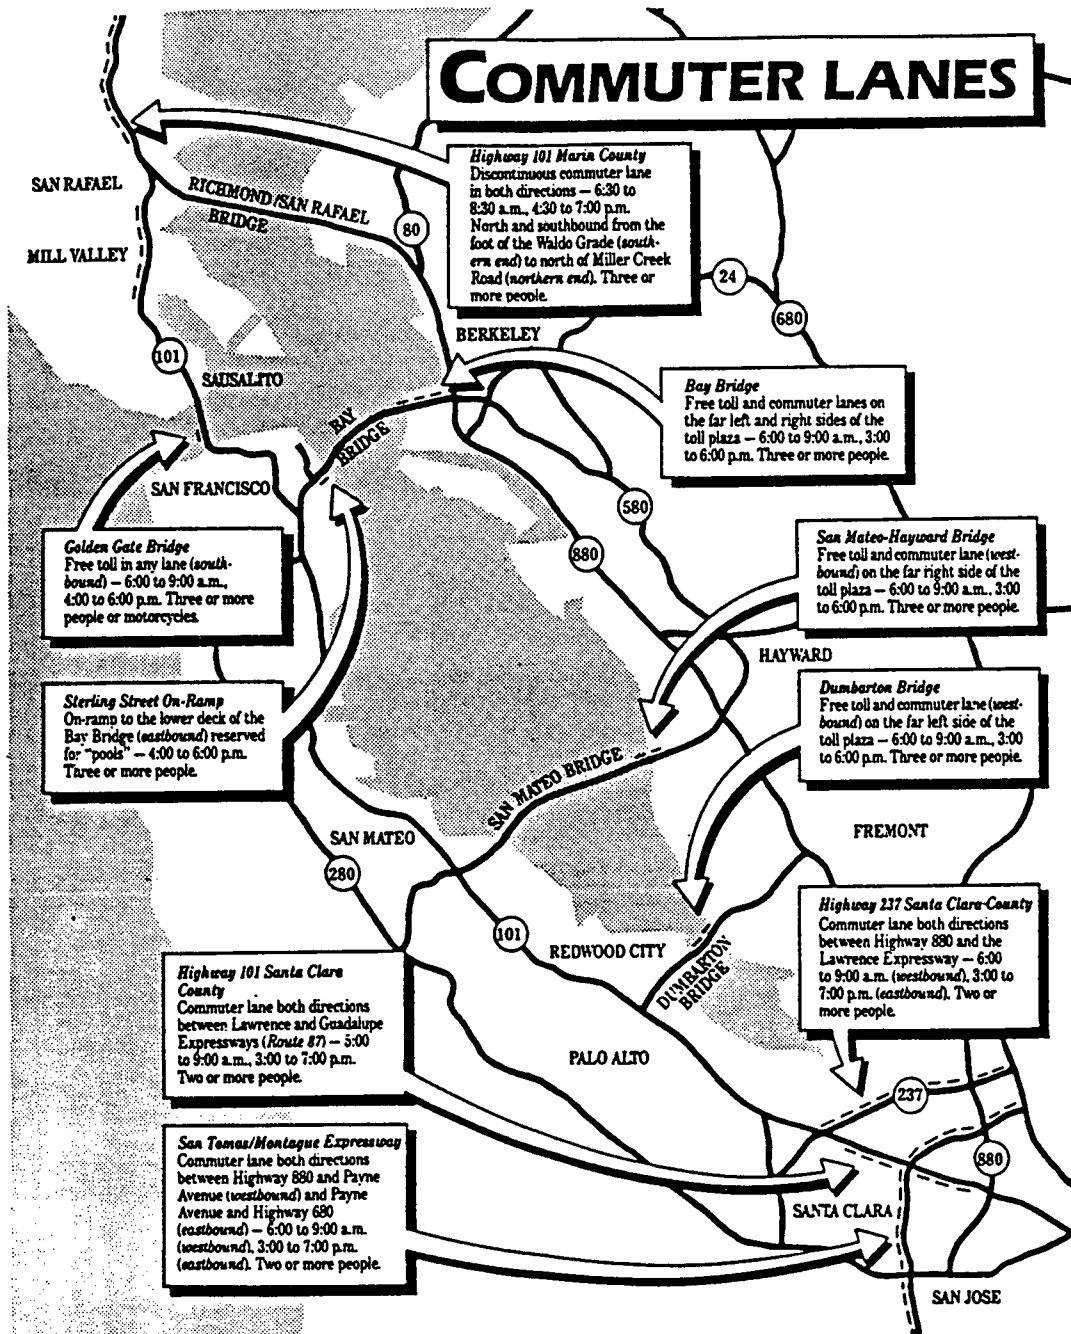 COMMUTER LANES
Highway 101 Marin County
Discontinuous commuter lane
in both directions — 6:30 to
8:30 a.m., 4:30 to 7:00 p.m.
North and southbound from the
foot of the Waldo Grade (south-
ern end) to north of Miller Creek
Road (northern end). Three or
more people.
SAN RAFAEL
RICHMOND/SAN RAFAEL
BRIDGE
80
MILL VALLEY
24
680
BERKELEY
101
SAUSALITO
Bay Bridge
Free toll and commuter lanes on
the far left and right sides of the
toll plaza — 6:00 to 9:00 a.m., 3:00
to 6:00 p.m. Three or more people.
BAY
BRIDGE
SAN FRANCISCO
580
880
Golden Gate Bridge
Free toll in any lane (south-
bound) — 6:00 to 9:00 a.m.,
4:00 to 6:00 p.m. Three or more
people or motorcycles.
San Mateo-Hayward Bridge
Free toll and commuter lane (west-
bound) on the far right side of the
toll plaza — 6:00 to 9:00 a.m., 3:00
to 6:00 p.m. Three or more people.
HAYWARD
Sterling Street On-Ramp
On-ramp to the lower deck of the
Bay Bridge (eastbound) reserved
for "pools" — 4:00 to 6:00 p.m.
Three or more people.
Dumbarton Bridge
Free toll and commuter lane (west-
bound) on the far left side of the
toll plaza — 6:00 to 9:00 a.m., 3:00
to 6:00 p.m. Three or more people.
SAN MATEO BRIDGE
SAN MATEO
FREMONT
280
101
REDWOOD CITY
DUMBARTON
BRIDGE
Highway 237 Santa Clara County
Commuter lane both directions
between Highway 880 and the
Lawrence Expressway — 6:00
to 9:00 a.m. (westbound), 3:00 to
7:00 p.m. (eastbound). Two or
more people.
Highway 101 Santa Clara
County
Commuter lane both directions
between Lawrence and Guadalupe
Expressways (Route 87) — 5:00
to 9:00 a.m., 3:00 to 7:00 p.m.
Two or more people.
PALO ALTO
237
San Tomas/Montague Expressway
Commuter lane both directions
between Highway 880 and Payne
Avenue (westbound) and Payne
Avenue and Highway 680
(eastbound) — 6:00 to 9:00 a.m.
(westbound), 3:00 to 7:00 p.m.
(eastbound). Two or more people.
880
SANTA CLARA
SAN JOSE